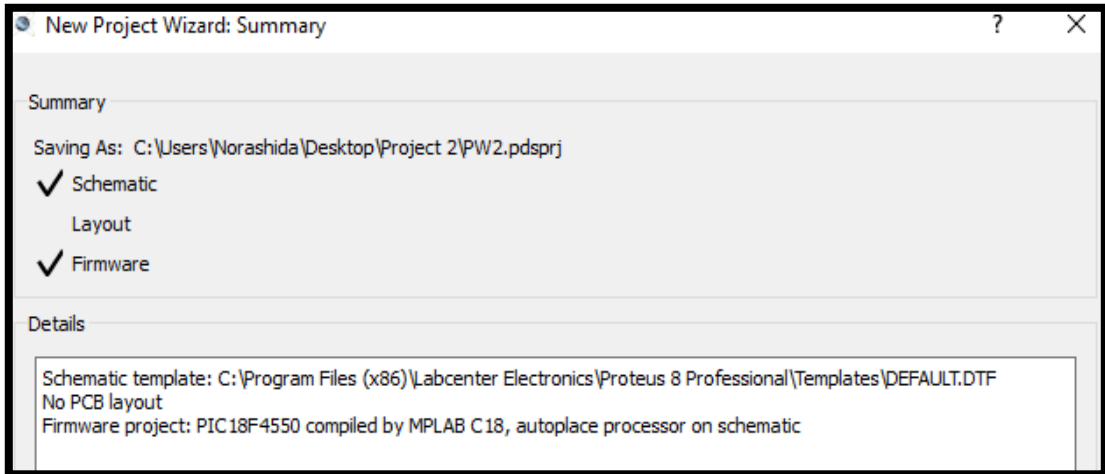 New Project Wizard: Summary ? ×
Summary
Saving As: C:\Users\Norashida\Desktop\Project 2\PW2.pdsprj
Schematic
Layout
Firmware
Details
Schematic template: C:\Program Files (x86)\Labcenter Electronics\Proteus 8 Professional\Templates\DEFAULT.DTF
No PCB layout
Firmware project: PIC18F4550 compiled by MPLAB C18, autoplace processor on schematic